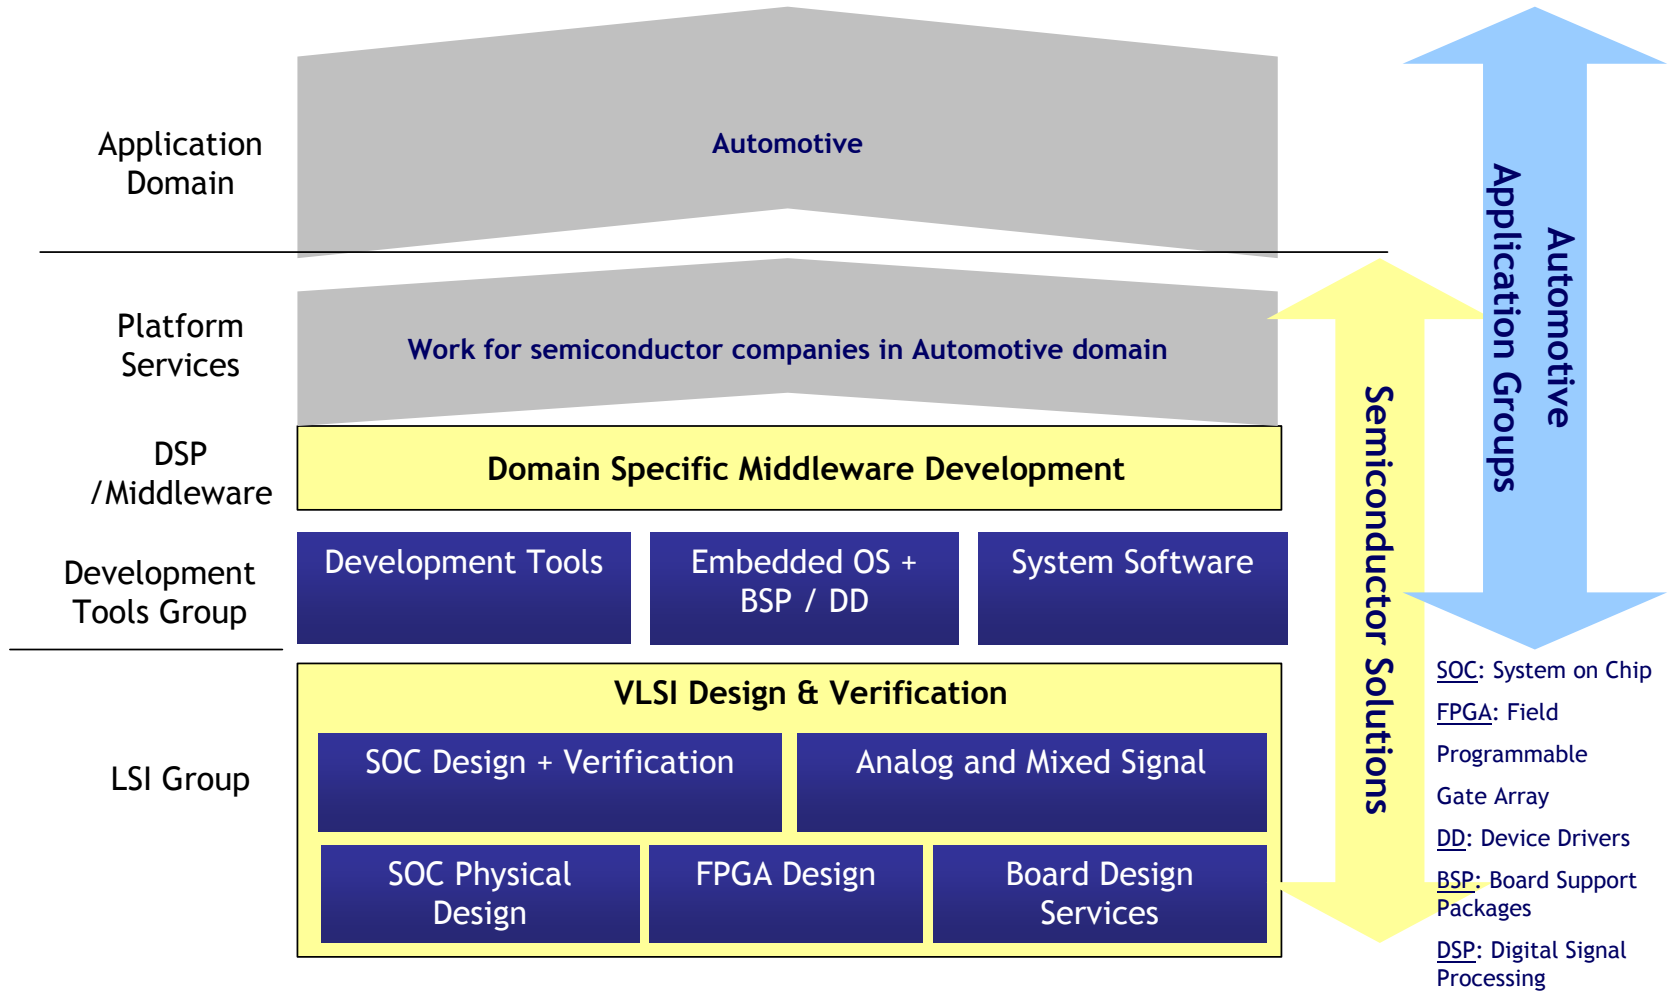 Application
Domain
Automotive
Platform
Services
Work for semiconductor companies in Automotive domain
DSP
/Middleware
Domain Specific Middleware Development
Development
Tools Group
Development Tools
Embedded OS +
BSP / DD
System Software
LSI Group
VLSI Design & Verification
SOC Design + Verification
Analog and Mixed Signal
SOC Physical
Design
FPGA Design
Board Design
Services
Semiconductor Solutions
Automotive
Application Groups
SOC: System on Chip
FPGA: Field
Programmable
Gate Array
DD: Device Drivers
BSP: Board Support
Packages
DSP: Digital Signal
Processing